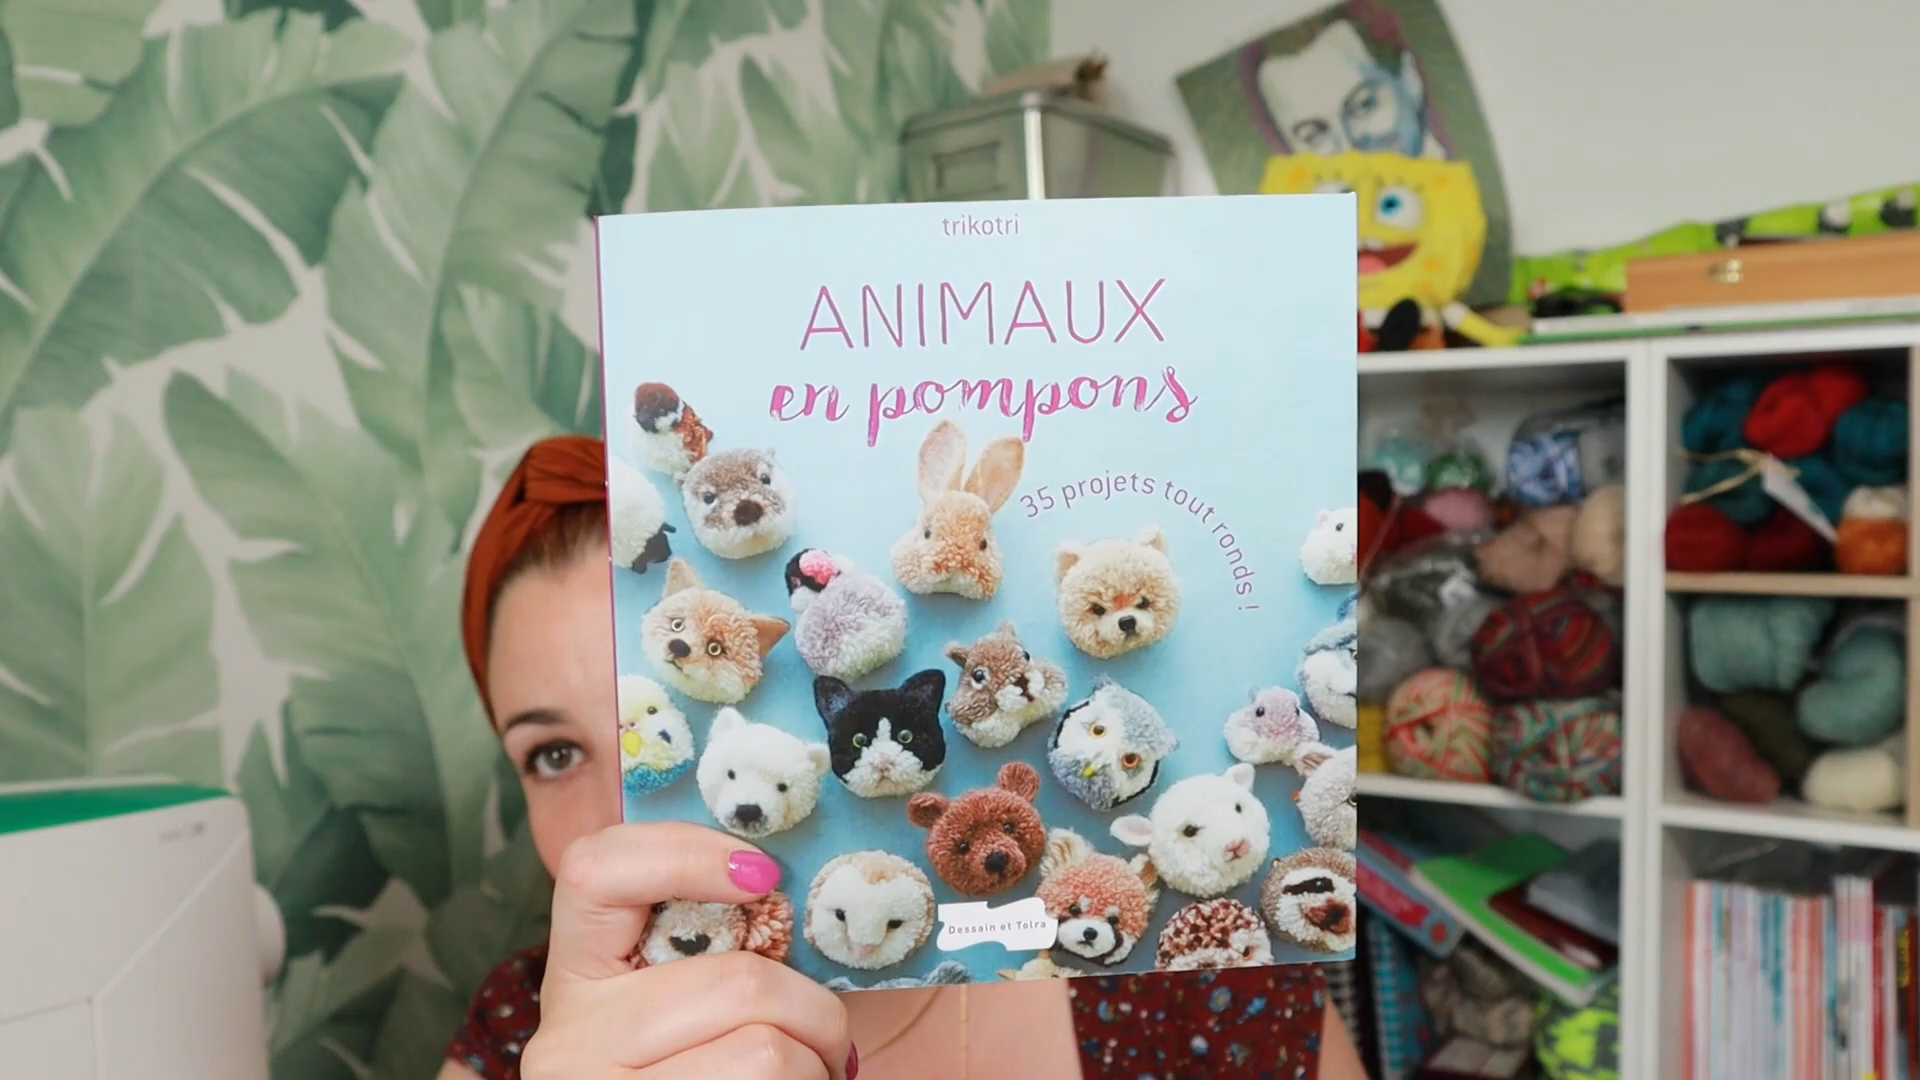 trikotri
ANIMAUX
en pompons
35 projets tout ronds !
Dessain et Tolra